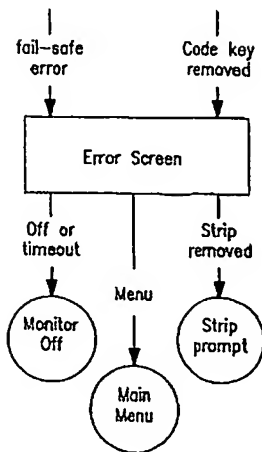 fail-safe
error
Code key
removed
Error Screen
Off or
timeout
Menu
Strip
removed
Monitor
Off
Main
Menu
Strip
prompt